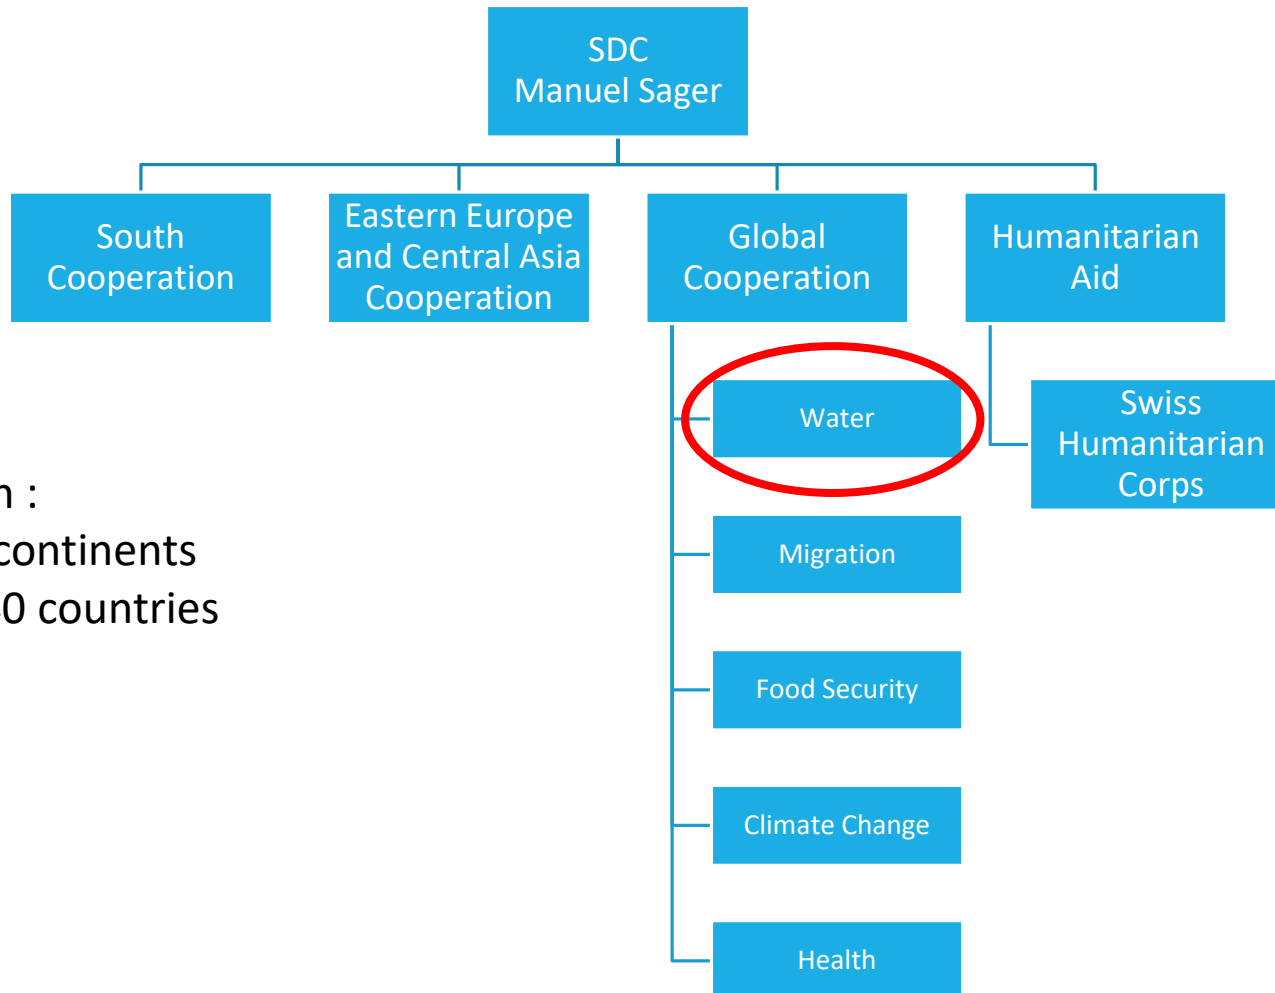 SDC
Manuel Sager
South
Cooperation
Eastern Europe
and Central Asia
Cooperation
Global
Cooperation
Humanitarian
Aid
Water
Migration
Food Security
Climate Change
Health
Swiss
Humanitarian
Corps
:
continents
countries